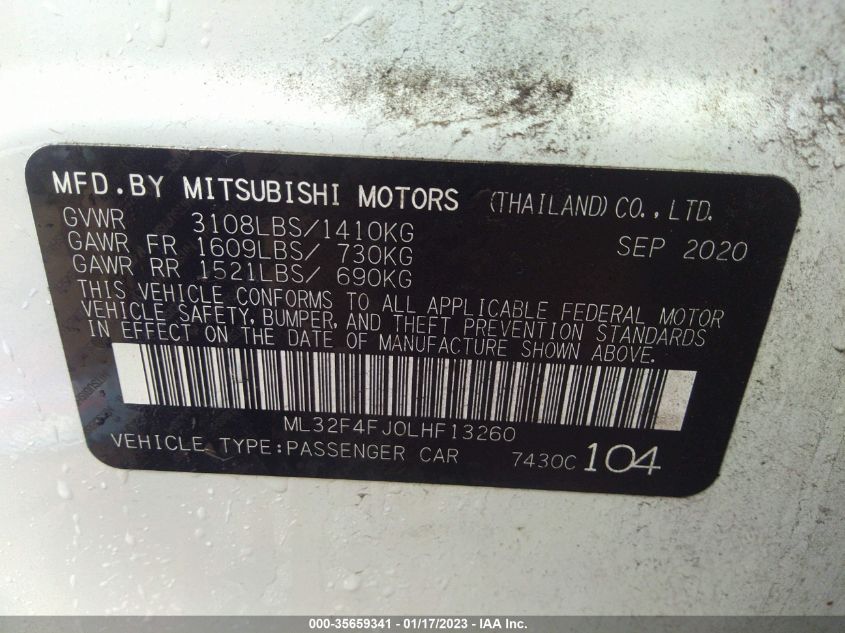 MFD.BY MITSUBISHI MOTORS (THAILAND) CO., LTD.
GVWR 3108LBS/1410KG SEP 2020
GAWR FR 1609LBS/ 730KG
GAWR RR 1521LBS/ 690KG
THIS VEHICLE CONFORMS TO ALL APPLICABLE FEDERAL MOTOR
VEHICLE SAFETY, BUMPER, AND THEFT PREVENTION STANDARDS
IN EFFECT ON THE DATE OF MANUFACTURE SHOWN ABOVE.
ML32F4FJ0LHF13260
VEHICLE TYPE:PASSENGER CAR 7430C 104
000-35659341 - 01/17/2023 - IAA Inc.